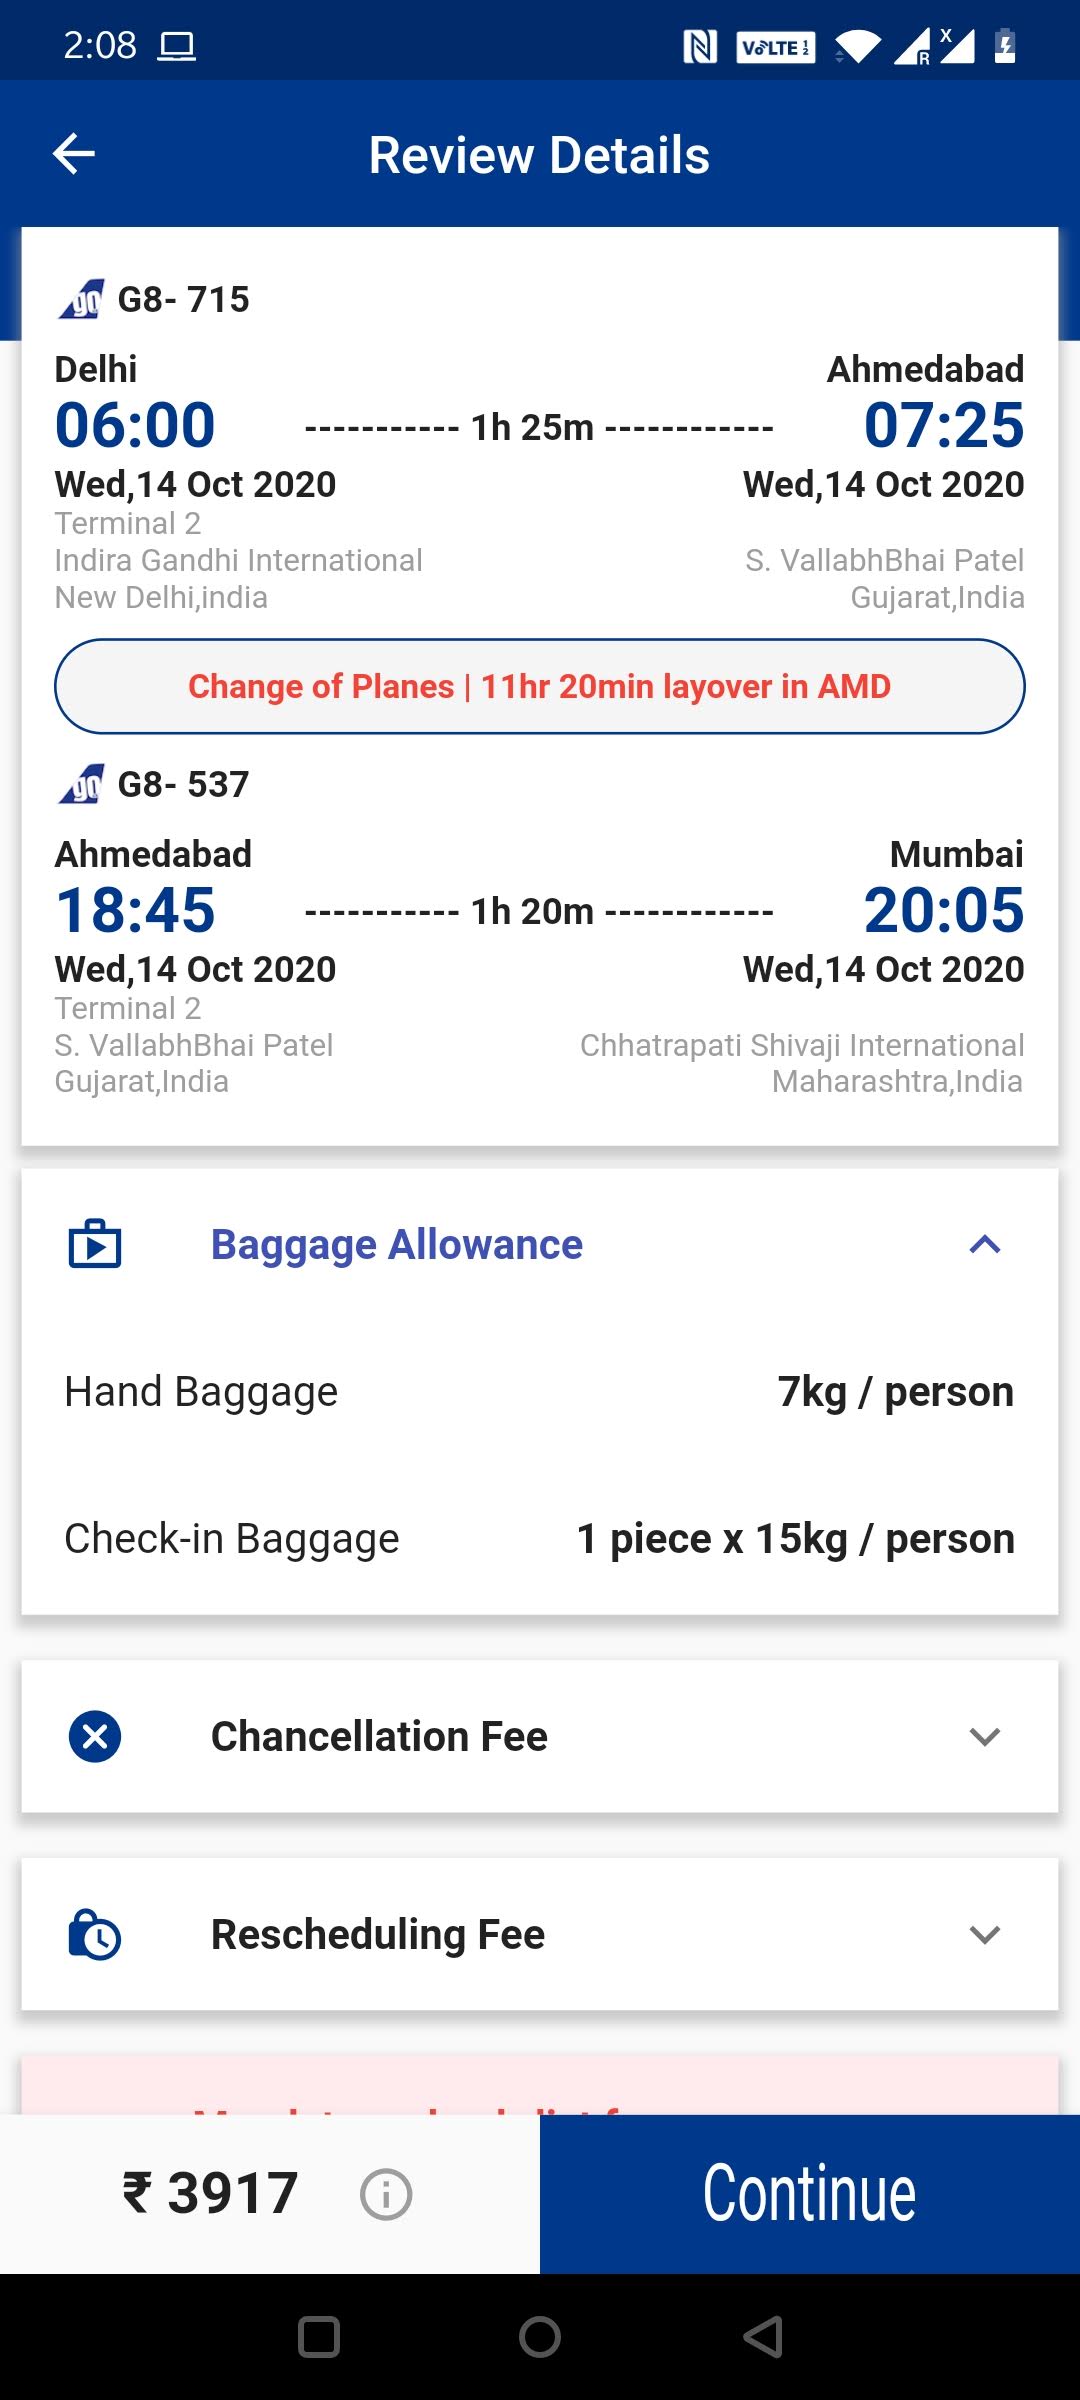 2:08
VoLTE 1 2
R X
Review Details
go G8- 715
Delhi Ahmedabad
06:00 ----------- 1h 25m ------------ 07:25
Wed,14 Oct 2020 Wed,14 Oct 2020
Terminal 2
Indira Gandhi International S. VallabhBhai Patel
New Delhi,india Gujarat,India
Change of Planes | 11hr 20min layover in AMD
go G8- 537
Ahmedabad Mumbai
18:45 ----------- 1h 20m ------------ 20:05
Wed,14 Oct 2020 Wed,14 Oct 2020
Terminal 2
S. VallabhBhai Patel Chhatrapati Shivaji International
Gujarat,India Maharashtra,India
Baggage Allowance
Hand Baggage 7kg / person
Check-in Baggage 1 piece x 15kg / person
Chancellation Fee
Rescheduling Fee
₹ 3917
Continue